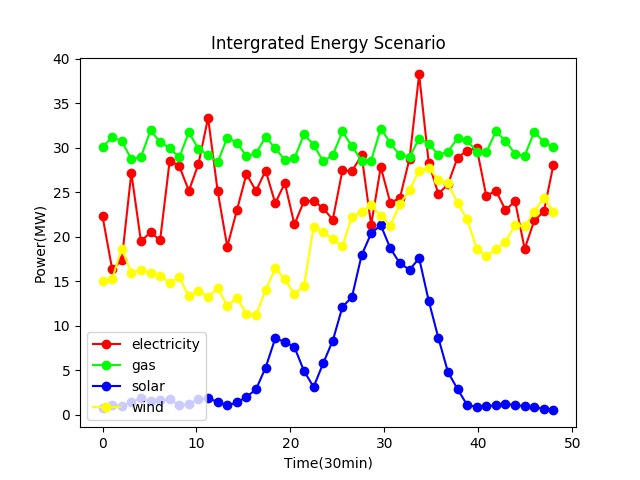 Intergrated Energy Scenario
Power(MW)
40
35
30
25
20
15
10
5
0
electricity
gas
solar
wind
0 10 20 30 40 50
Time(30min)